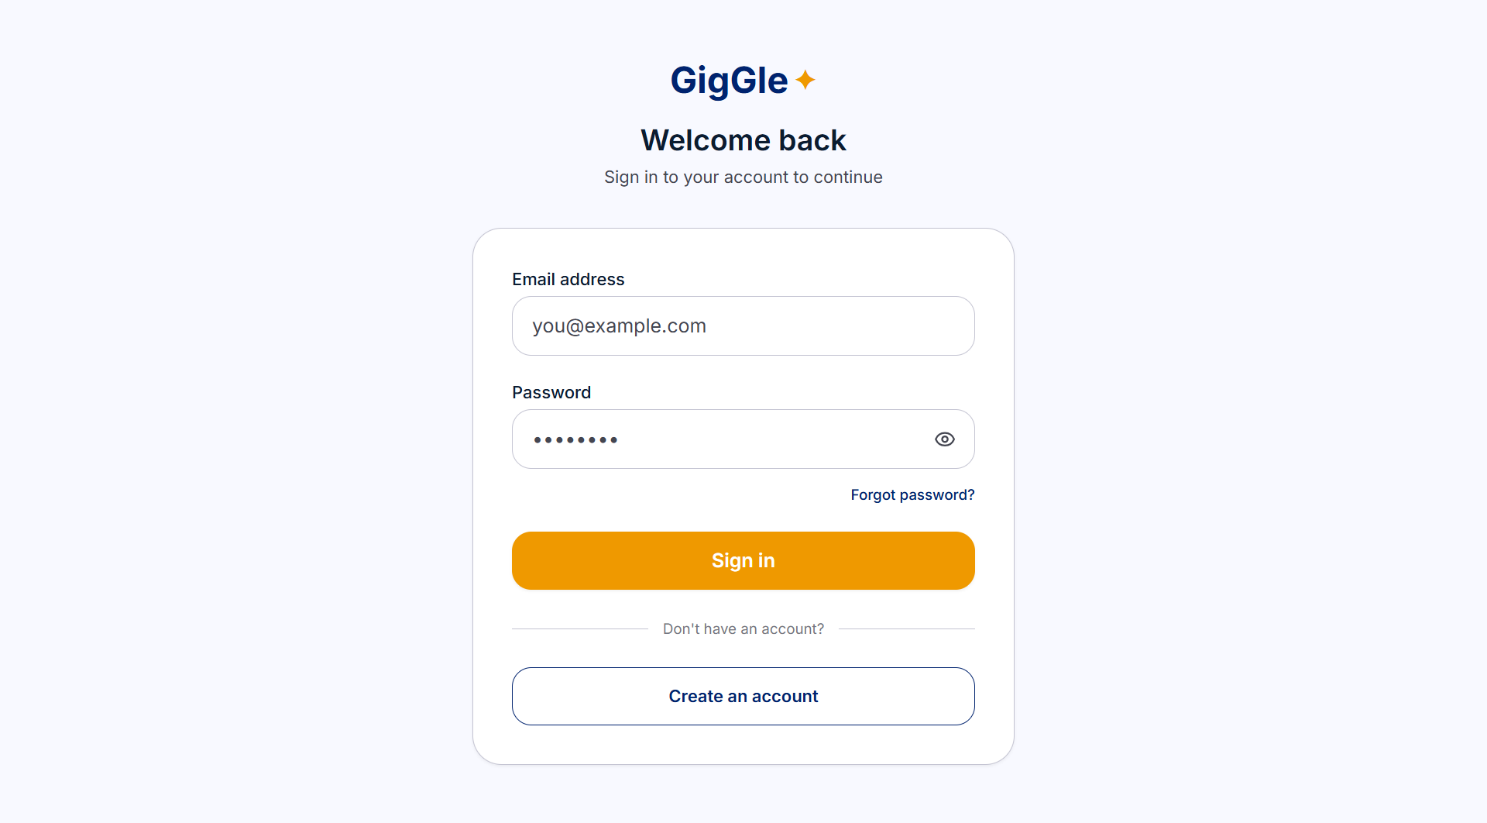 GigGle
Welcome back
Sign in to your account to continue
Email address
you@example.com
Password
••••••••
Forgot password?
Sign in
Don't have an account?
Create an account